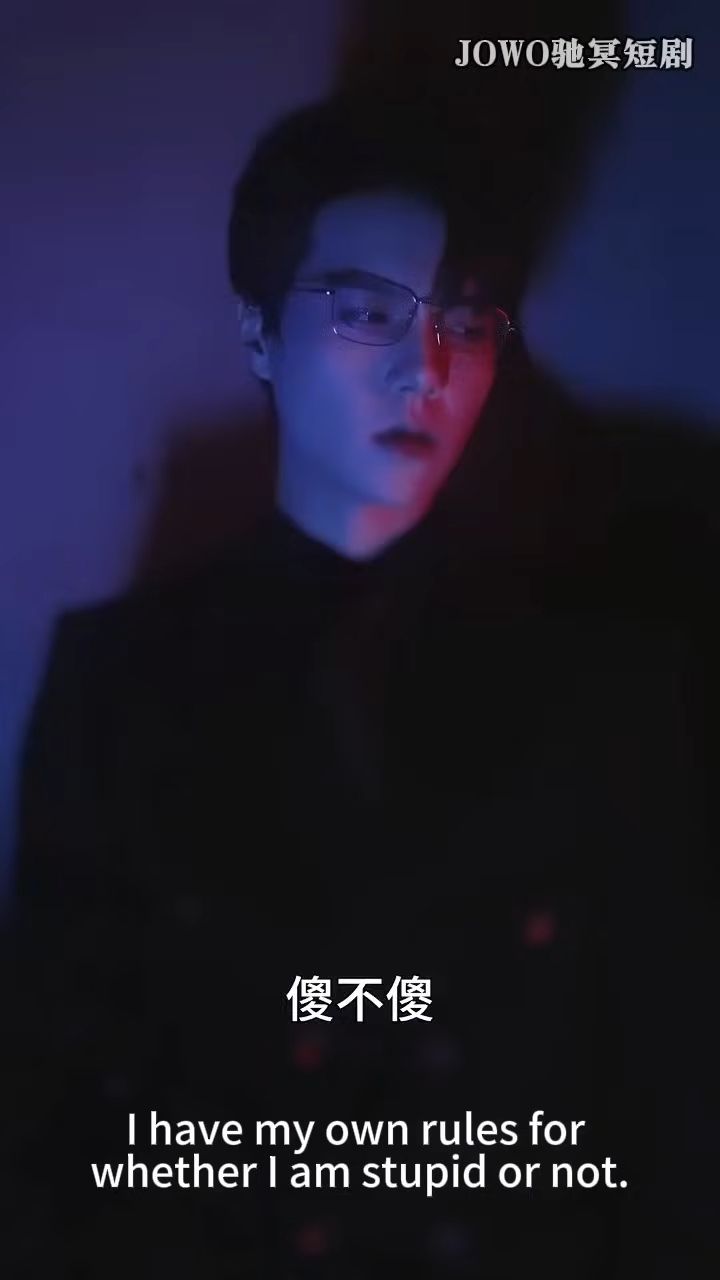 JOWO驰冥短剧
傻不傻
I have my own rules for
whether I am stupid or not.